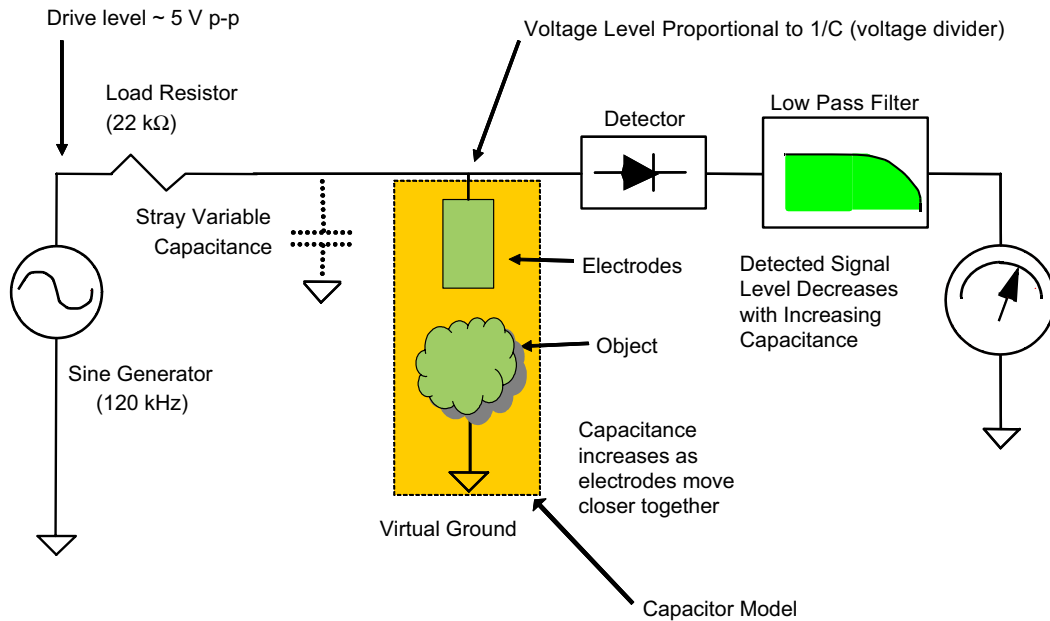 Drive level ~ 5 V p-p
Voltage Level Proportional to 1/C (voltage divider)
Load Resistor
(22 kΩ)
Detector
Low Pass Filter
Stray Variable
Capacitance
Electrodes
Detected Signal
Level Decreases
with Increasing
Capacitance
Object
Sine Generator
(120 kHz)
Capacitance
increases as
electrodes move
closer together
Virtual Ground
Capacitor Model